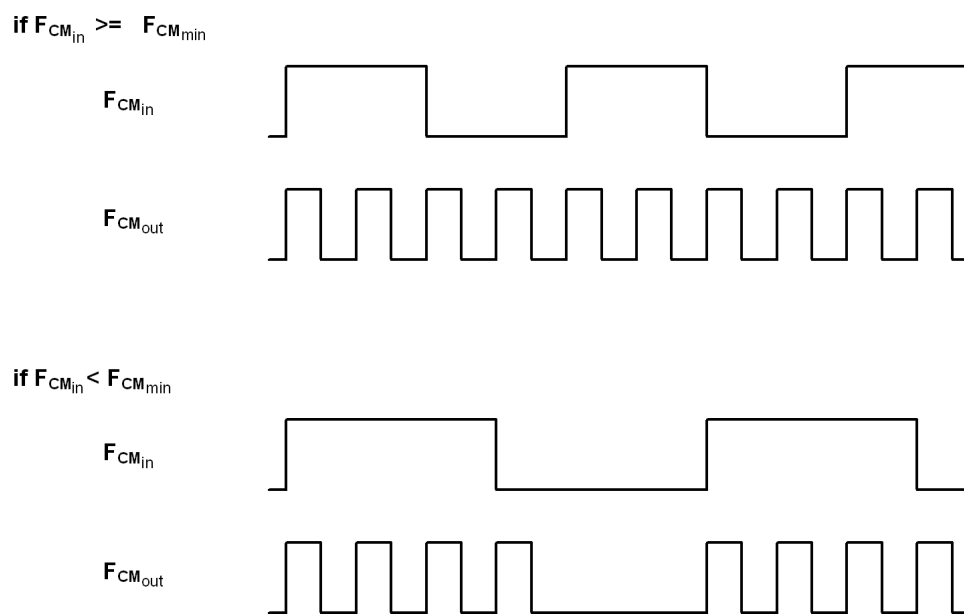 if FCMin >= FCMmin
FCMin
FCMout
if FCMin < FCMmin
FCMin
FCMout